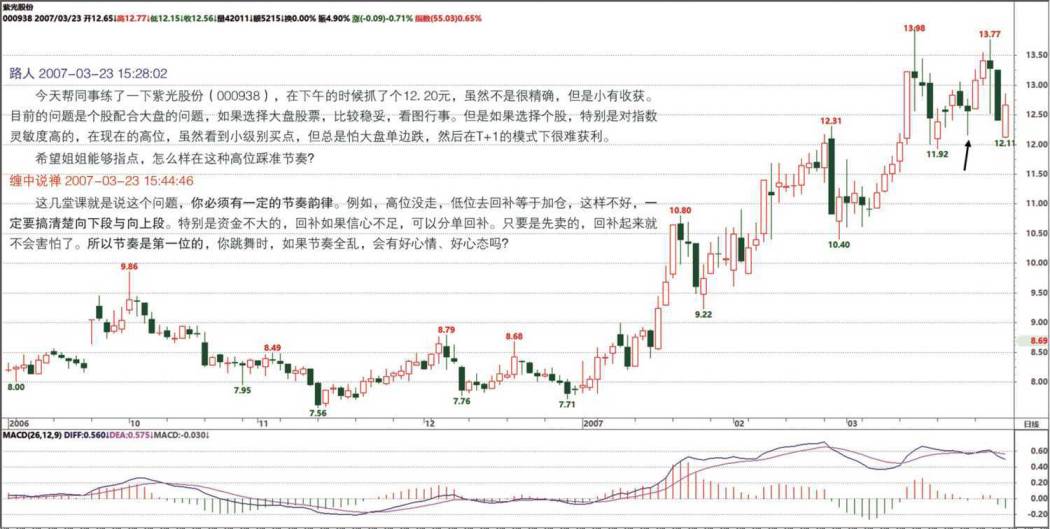 紫光股份
000938 2007/03/23 开12.65↓高12.77↓低12.15↓收12.56↓量42011↓额5215↓换0.00% 振4.90% 涨(-0.09)-0.71% 指数(55.03)0.65%
路人 2007-03-23 15:28:02
今天帮同事练了一下紫光股份(000938),在下午的时候抓了个12. 20元,虽然不是很精确,但是小有收获。
目前的问题是个股配合大盘的问题,如果选择大盘股票,比较稳妥,看图行事。但是如果选择个股,特别是对指数
灵敏度高的,在现在的高位,虽然看到小级别买点,但总是怕大盘单边跌,然后在T+1的模式下很难获利。
希望姐姐能够指点,怎么样在这种高位踩准节奏?
缠中说禅 2007-03-23 15:44:46
这几堂课就是说这个问题,你必须有一定的节奏韵律。例如,高位没走,低位去回补等于加仓,这样不好,一
定要搞清楚向下段与向上段。特别是资金不大的,回补如果信心不足,可以分单回补。只要是先卖的,回补起来就
不会害怕了。所以节奏是第一位的,你跳舞时,如果节奏全乱,会有好心情、好心态吗?
13.98
13.77
13.50
13.00
12.50
12.31
12.11
12.00
11.92
11.50
11.00
10.80
10.50
10.40
10.00
9.86
9.50
9.22
9.00
8.79
8.69
8.68
8.50
8.49
8.00
8.00
7.95
7.76
7.71
7.56
2006 10 11 12 2007 02 03 日线
MACD(26,12,9) DIFF:0.560↓DEA:0.575↓MACD:-0.030↓
0.60
0.40
0.20
0.00
-0.20